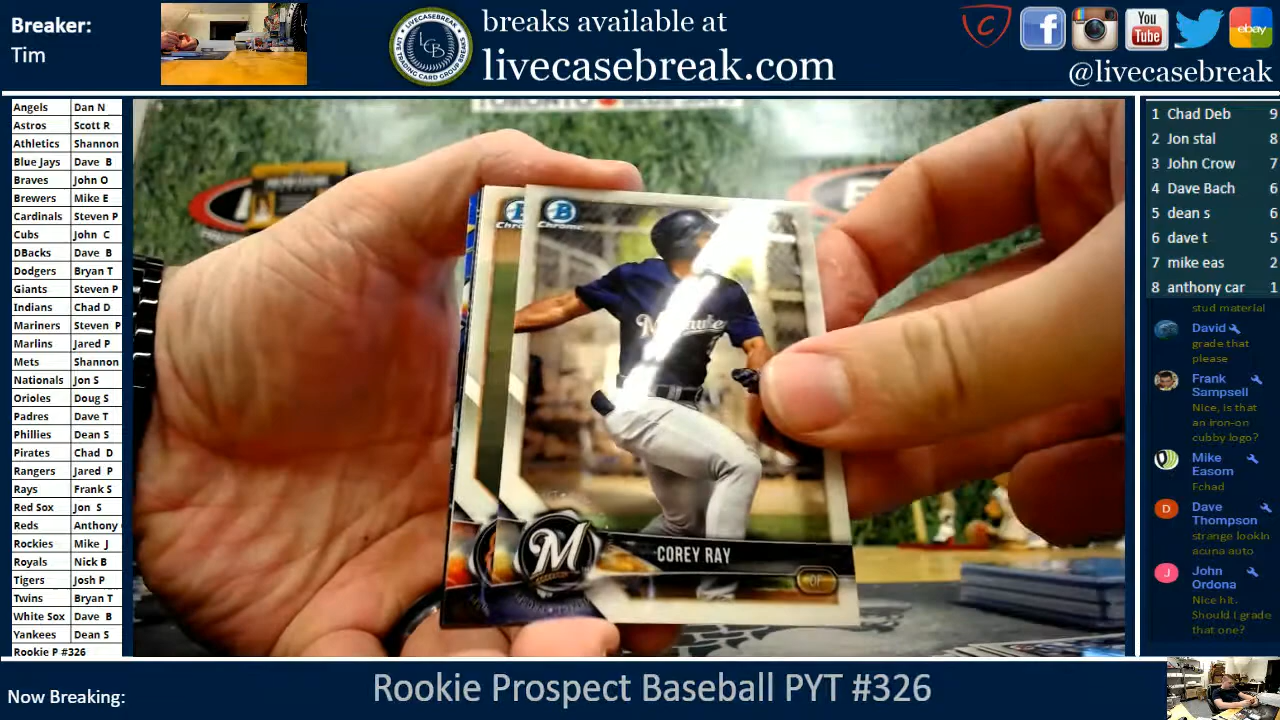 Breaker:
Tim
breaks available at
livecasebreak.com
You
Tube
ebay
@livecasebreak
LCB
Angels Dan N
Astros Scott R
Athletics Shannon
Blue Jays Dave B
Braves John O
Brewers Mike E
Cardinals Steven P
Cubs John C
DBacks Dave B
Dodgers Bryan T
Giants Steven P
Indians Chad D
Mariners Steven P
Marlins Jared P
Mets Shannon
Nationals Jon S
Orioles Doug S
Padres Dave T
Phillies Dean S
Pirates Chad D
Rangers Jared P
Rays Frank S
Red Sox Jon S
Reds Anthony
Rockies Mike J
Royals Nick B
Tigers Josh P
Twins Bryan T
White Sox Dave B
Yankees Dean S
Rookie P #326
B
Chrome
M
COREY RAY
OF
1 Chad Deb 9
2 Jon stal 8
3 John Crow 7
4 Dave Bach 6
5 dean s 6
6 dave t 5
7 mike eas 2
8 anthony car 1
stud material
David
grade that
please
Frank
Sampsell
Nice, is that
an iron-on
cubby logo?
Mike
Easom
Fchad
D
Dave
Thompson
strange lookin
acuna auto
J
John
Ordona
Nice hit.
Should I grade
that one?
Now Breaking:
Rookie Prospect Baseball PYT #326